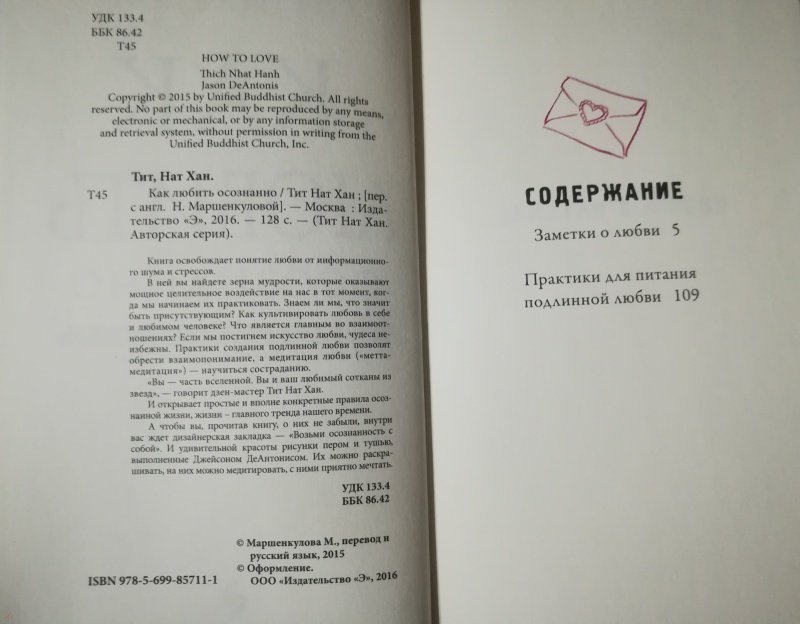 УДК 133.4
ББК 86.42
Т45
HOW TO LOVE
Thich Nhat Hanh
Jason DeAntonis
Copyright © 2015 by Unified Buddhist Church. All rights
reserved. No part of this book may be reproduced by any means,
electronic or mechanical, or by any information storage
and retrieval system, without permission in writing from the
Unified Buddhist Church, Inc.
Тит, Нат Хан.
Т45 Как любить осознанно / Тит Нат Хан ; [пер.
с англ. Н. Маршенкуловой]. — Москва : Изда-
тельство «Э», 2016. — 128 с. — (Тит Нат Хан.
Авторская серия).
Книга освобождает понятие любви от информационно-
го шума и стрессов.
В ней вы найдете зерна мудрости, которые оказывают
мощное целительное воздействие на нас в тот момент, ког-
да мы начинаем их практиковать. Знаем ли мы, что значит
быть присутствующим? Как культивировать любовь в себе
и любимом человеке? Что является главным во взаимоот-
ношениях? Если мы постигнем искусство любви, чудеса не-
избежны. Практики создания подлинной любви позволят
обрести взаимопонимание, а медитация любви («метта-
медитация») — научиться состраданию.
«Вы — часть вселенной. Вы и ваш любимый сотканы из
звезд», — говорит дзен-мастер Тит Нат Хан.
И открывает простые и вполне конкретные правила осоз-
нанной жизни, жизни – главного тренда нашего времени.
А чтобы вы, прочитав книгу, о них не забыли, внутри
вас ждет дизайнерская закладка — «Возьми осознанность с
собой». И удивительной красоты рисунки пером и тушью,
выполненные Джейсоном ДеАнтонисом. Их можно раскра-
шивать, на них можно медитировать, с ними приятно мечтать.
УДК 133.4
ББК 86.42
© Маршенкулова М., перевод н
русский язык, 2015
© Оформление.
ISBN 978-5-699-85711-1 ООО «Издательство «Э», 2016
СОДЕРЖАНИЕ
Заметки о любви 5
Практики для питания
подлинной любви 109